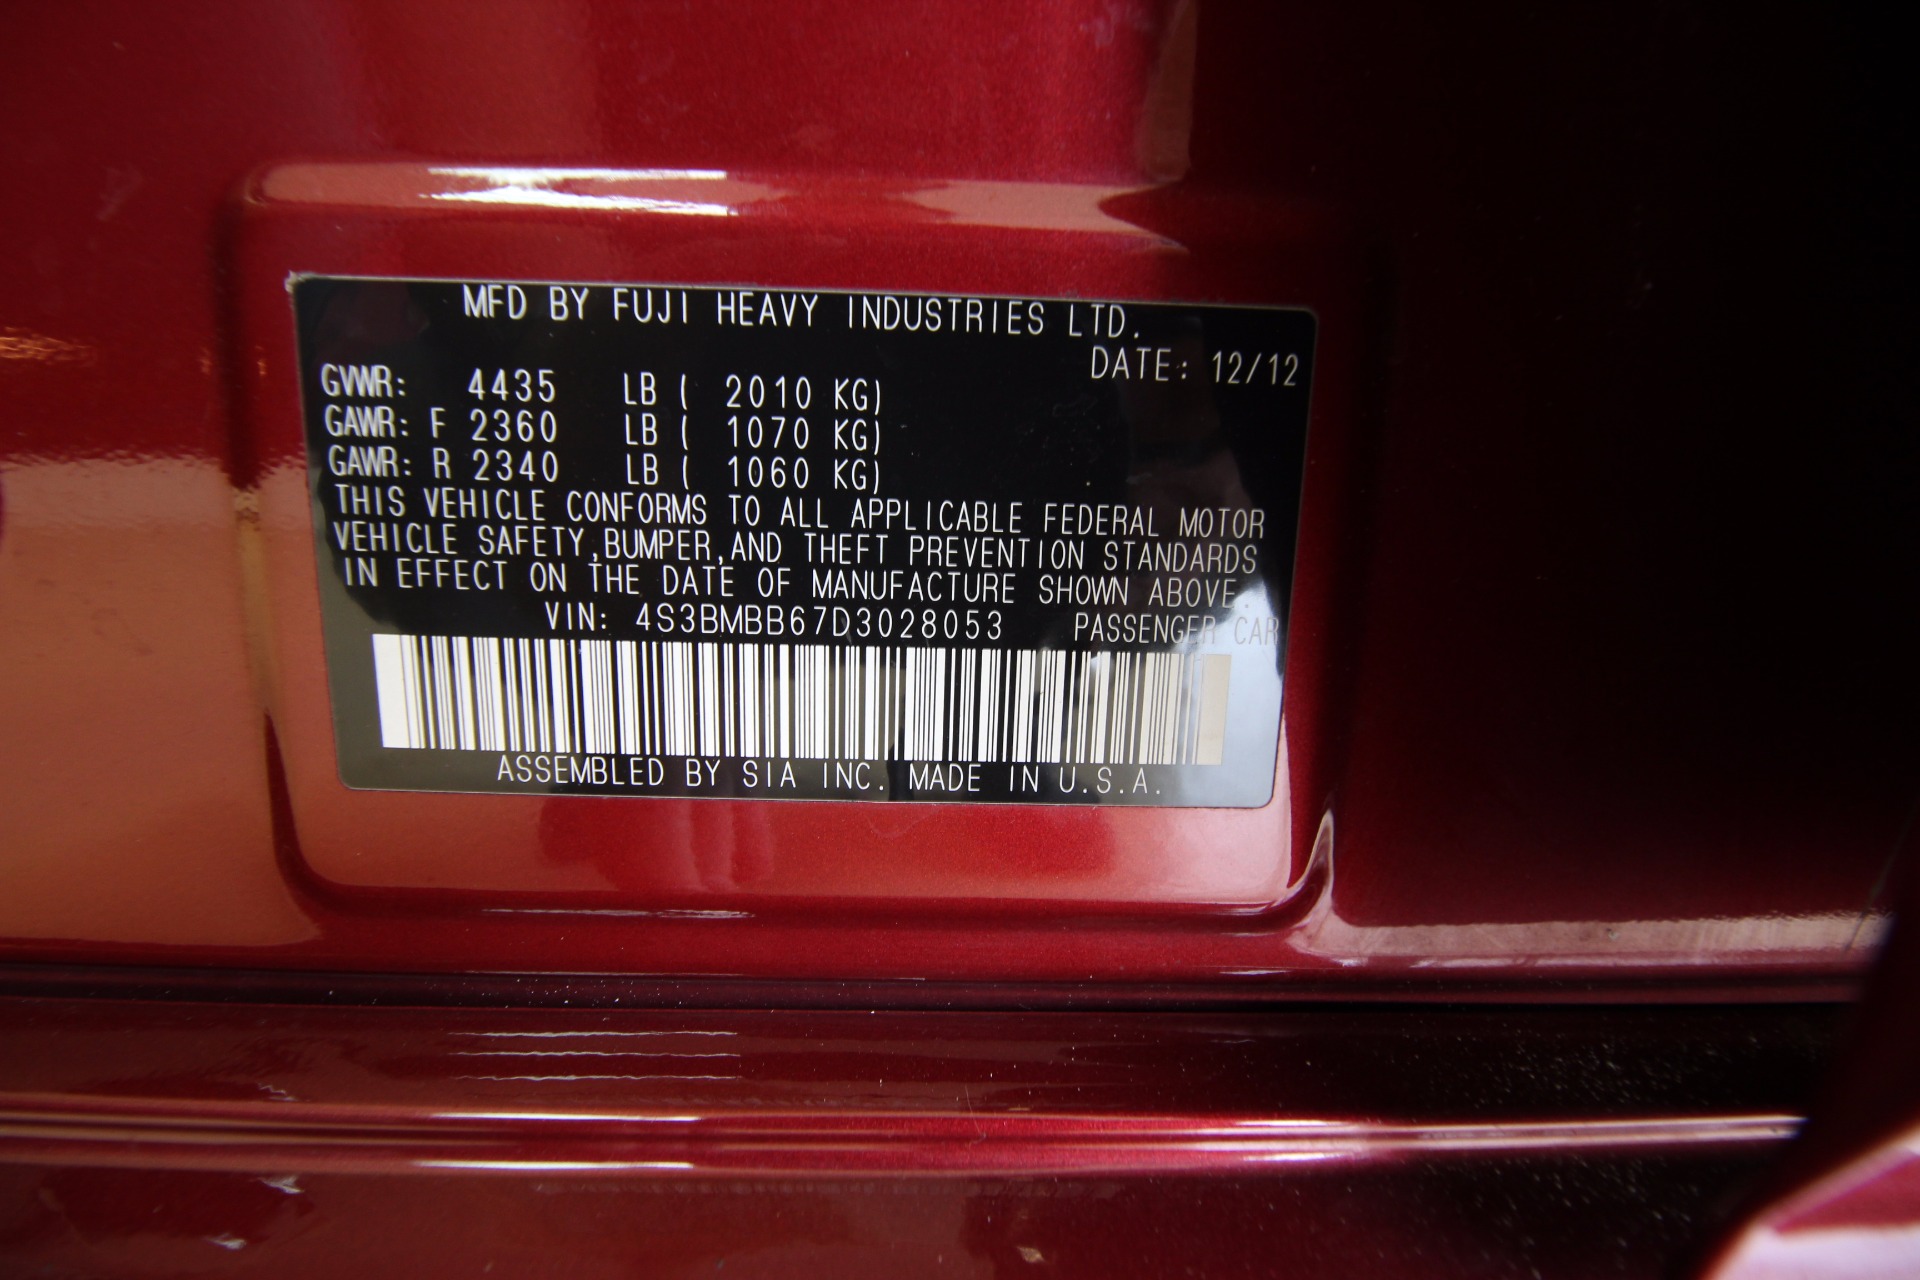 MFD BY FUJI HEAVY INDUSTRIES LTD.
DATE: 12/12
GVWR: 4435 LB ( 2010 KG)
GAWR: F 2360 LB ( 1070 KG)
GAWR: R 2340 LB ( 1060 KG)
THIS VEHICLE CONFORMS TO ALL APPLICABLE FEDERAL MOTOR
VEHICLE SAFETY,BUMPER,AND THEFT PREVENTION STANDARDS
IN EFFECT ON THE DATE OF MANUFACTURE SHOWN ABOVE.
VIN: 4S3BMBB67D3028053 PASSENGER CAR
ASSEMBLED BY SIA INC. MADE IN U.S.A.